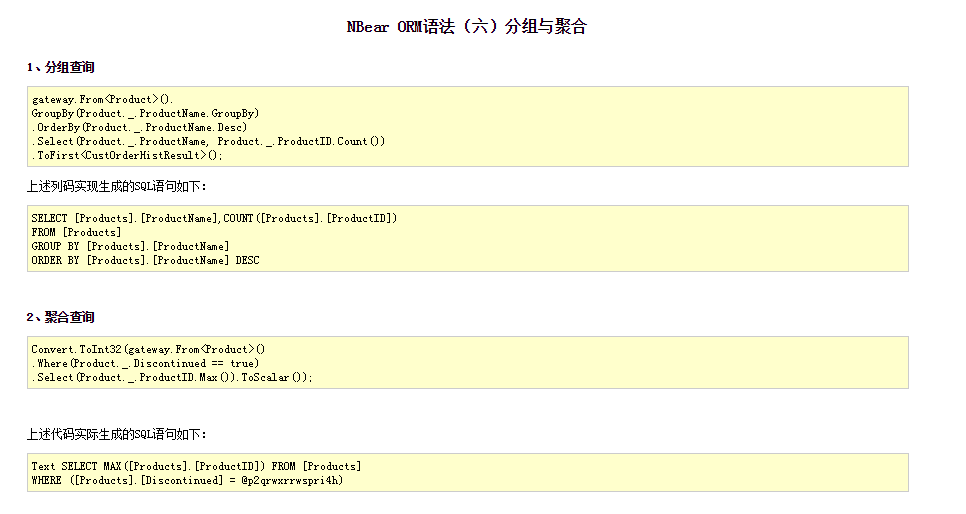 NBear ORM语法（六）分组与聚合
1、分组查询
gateway.From<Product>().
GroupBy(Product._.ProductName.GroupBy)
.OrderBy(Product._.ProductName.Desc)
.Select(Product._.ProductName, Product._.ProductID.Count())
.ToFirst<CustOrderHistResult>();
上述列码实现生成的SQL语句如下：
SELECT [Products].[ProductName],COUNT([Products].[ProductID])
FROM [Products]
GROUP BY [Products].[ProductName]
ORDER BY [Products].[ProductName] DESC
2、聚合查询
Convert.ToInt32(gateway.From<Product>()
.Where(Product._.Discontinued == true)
.Select(Product._.ProductID.Max()).ToScalar());
上述代码实际生成的SQL语句如下：
Text SELECT MAX([Products].[ProductID]) FROM [Products]
WHERE ([Products].[Discontinued] = @p2qrwxrrwspri4h)